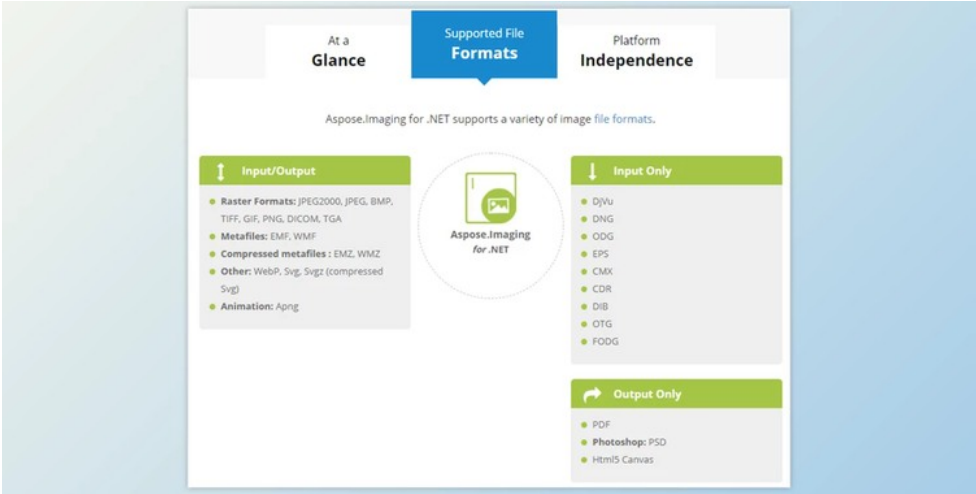 At a
Glance
Supported File
Formats
Platform
Independence
Aspose.Imaging for .NET supports a variety of image file formats.
Input/Output
Raster Formats: JPEG2000, JPEG, BMP,
TIFF, GIF, PNG, DICOM, TGA
Metafiles: EMF, WMF
Compressed metafiles : EMZ, WMZ
Other: WebP, Svg, Svgz (compressed
Svg)
Animation: Apng
Aspose.Imaging
for .NET
Input Only
DjVu
DNG
ODG
EPS
CMX
CDR
DIB
OTG
FODG
Output Only
PDF
Photoshop: PSD
Html5 Canvas